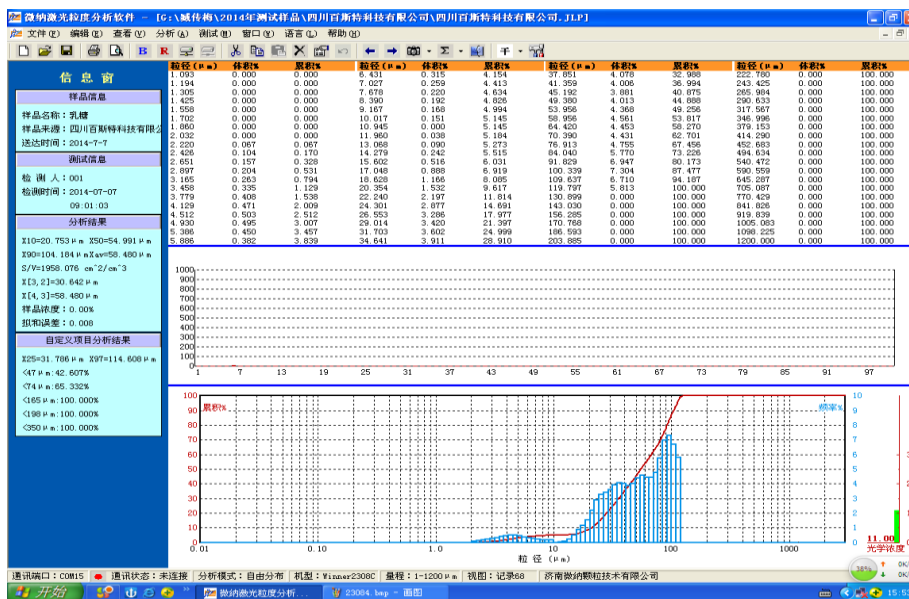 微纳激光粒度分析软件 - [G:\臧传梅\2014年测试样品\四川百斯特科技有限公司\四川百斯特科技有限公司.JLP]
文件(F) 编辑(E) 查看(V) 分析(A) 测试(M) 窗口(W) 语言(L) 帮助(H)
B R Σ
信 息 窗
样品信息
样品名称：乳糖
样品来源：四川百斯特科技有限公
送达时间：2014-7-7
测试信息
检 测 人：001
检测时间：2014-07-07
09:01:03
分析结果
X10=20.753μm X50=54.991μm
X90=104.184μmXav=58.480μm
S/V=1958.076 cm^2/cm^3
X[3,2]=30.642μm
X[4,3]=58.480μm
样品浓度：0.00%
拟和误差：0.008
自定义项目分析结果
X25=31.786μm X97=114.608μm
<47μm:42.607%
<74μm:65.332%
<165μm:100.000%
<198μm:100.000%
<350μm:100.000%
粒径(μm) 体积% 累积% 粒径(μm) 体积% 累积% 粒径(μm) 体积% 累积% 粒径(μm) 体积% 累积%
1.093 0.000 0.000 6.431 0.315 4.154 37.851 4.078 32.988 222.780 0.000 100.000
1.194 0.000 0.000 7.027 0.259 4.413 41.359 4.006 36.994 243.425 0.000 100.000
1.305 0.000 0.000 7.678 0.220 4.634 45.192 3.881 40.875 265.984 0.000 100.000
1.425 0.000 0.000 8.390 0.192 4.826 49.380 4.013 44.888 290.633 0.000 100.000
1.558 0.000 0.000 9.167 0.168 4.994 53.956 4.368 49.256 317.567 0.000 100.000
1.702 0.000 0.000 10.017 0.151 5.145 58.956 4.561 53.817 346.996 0.000 100.000
1.860 0.000 0.000 10.945 0.000 5.145 64.420 4.453 58.270 379.153 0.000 100.000
2.032 0.000 0.000 11.960 0.038 5.184 70.390 4.431 62.701 414.290 0.000 100.000
2.220 0.067 0.067 13.068 0.090 5.273 76.913 4.755 67.456 452.683 0.000 100.000
2.426 0.104 0.170 14.279 0.242 5.515 84.040 5.770 73.226 494.634 0.000 100.000
2.651 0.157 0.328 15.602 0.516 6.031 91.829 6.947 80.173 540.472 0.000 100.000
2.897 0.204 0.531 17.048 0.888 6.919 100.339 7.304 87.477 590.559 0.000 100.000
3.165 0.263 0.794 18.628 1.166 8.085 109.637 6.710 94.187 645.287 0.000 100.000
3.458 0.335 1.129 20.354 1.532 9.617 119.797 5.813 100.000 705.087 0.000 100.000
3.779 0.408 1.538 22.240 2.197 11.814 130.899 0.000 100.000 770.429 0.000 100.000
4.129 0.471 2.009 24.301 2.877 14.691 143.030 0.000 100.000 841.826 0.000 100.000
4.512 0.503 2.512 26.553 3.286 17.977 156.285 0.000 100.000 919.839 0.000 100.000
4.930 0.495 3.007 29.014 3.420 21.397 170.768 0.000 100.000 1005.083 0.000 100.000
5.386 0.450 3.457 31.703 3.602 24.999 186.593 0.000 100.000 1098.225 0.000 100.000
5.886 0.382 3.839 34.641 3.911 28.910 203.885 0.000 100.000 1200.000 0.000 100.000
1000
900
800
700
600
500
400
300
200
100
0
1 7 13 19 25 31 37 43 49 55 61 67 73 79 85 91 97
累积% 频率%
100 10
90 9
80 8
70 7
60 6
50 5
40 4
30 3
20 2
10 1
0 0
0.01 0.10 1.0 10 100 1000
粒 径 (μm)
11.00
光学浓度
通讯端口：COM15 通讯状态：未连接 分析模式：自由分布 机型：Winner2308C 量程：1-1200μm 视图：记录68 济南微纳颗粒技术有限公司
38%
开始 微纳激光粒度分析... 23084.bmp - 画图